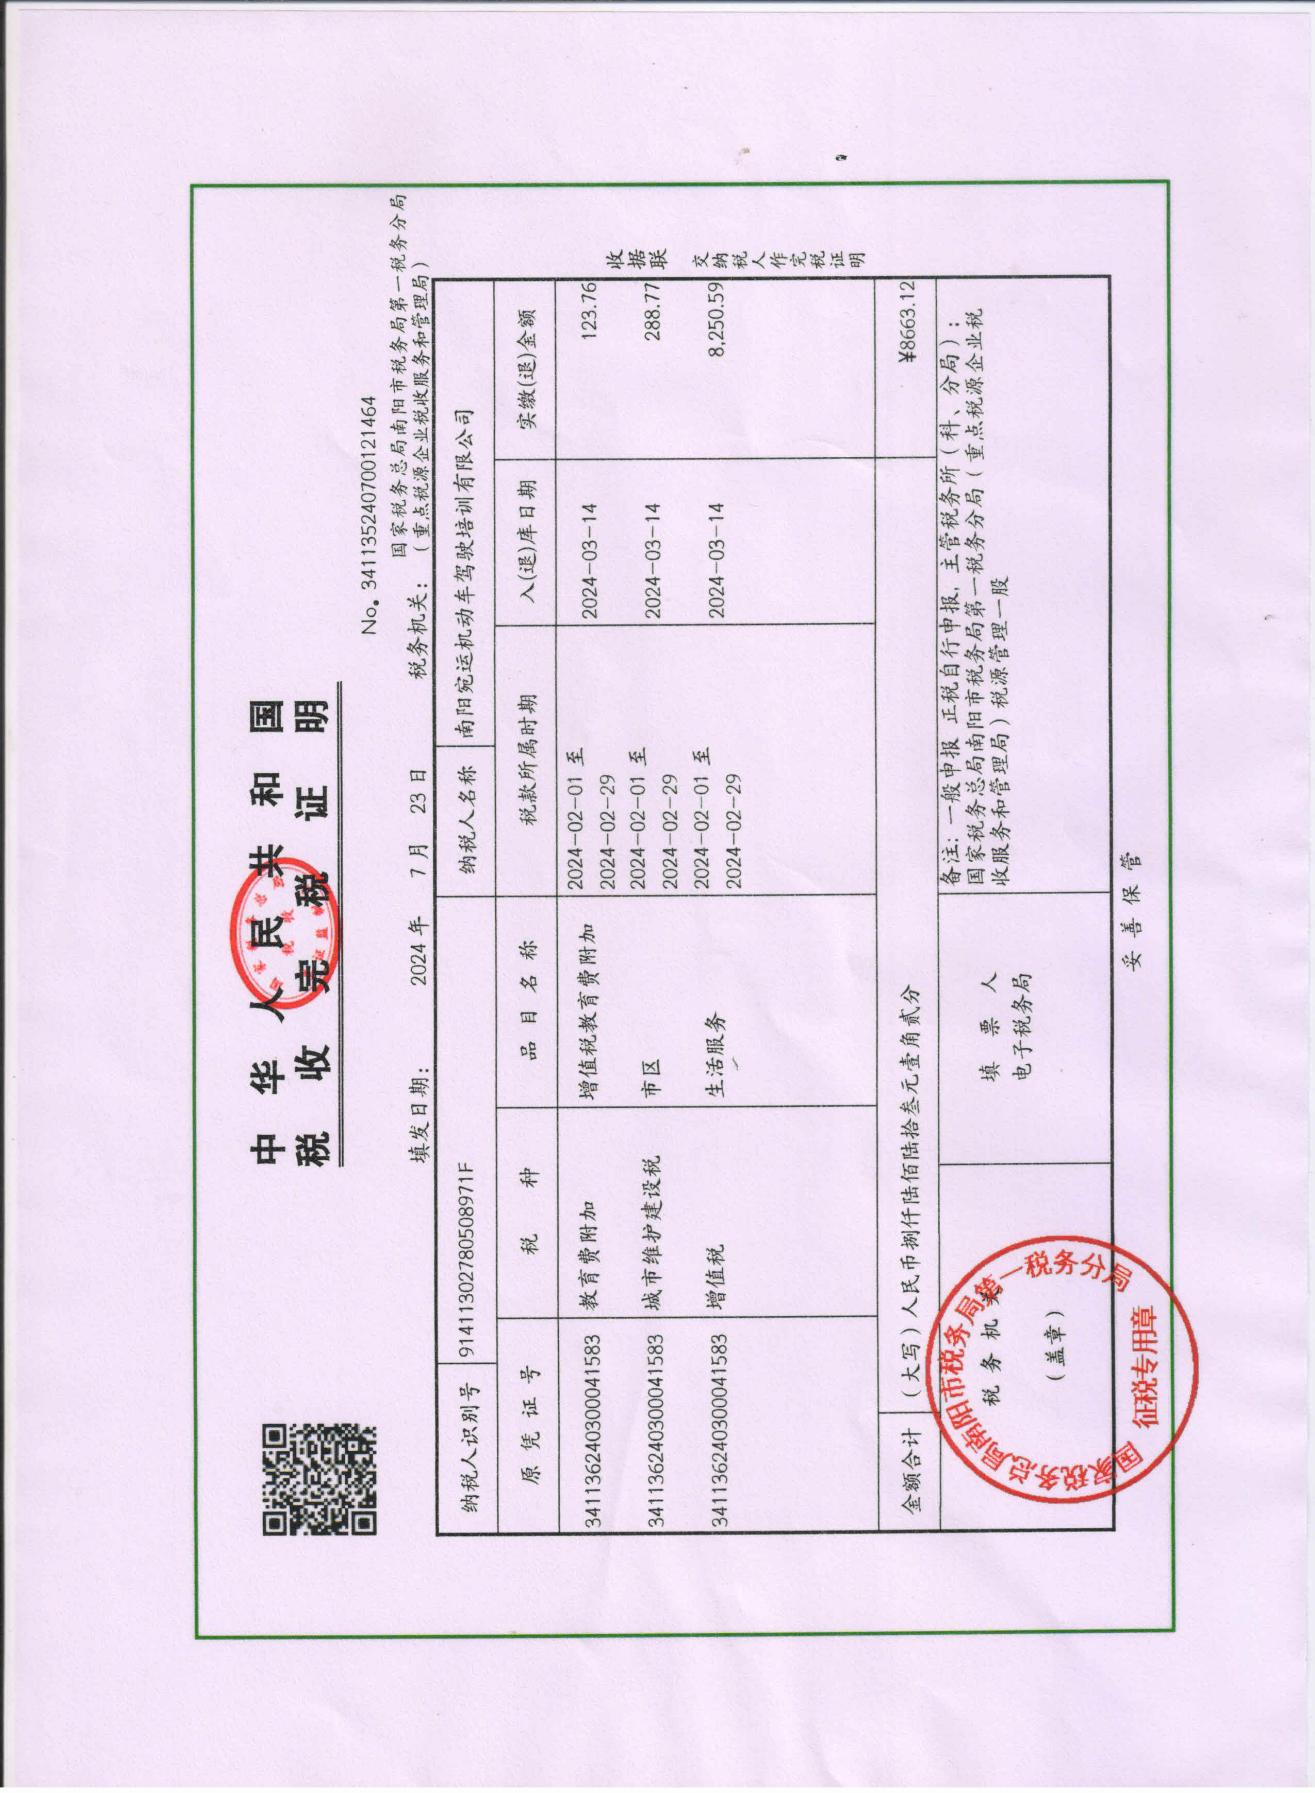 中华人民共和国
税收完税证明
No. 341135240700121464
填发日期： 2024 年 7 月 23 日 税务机关： 国家税务总局南阳市税务局第一税务分局
（重点税源企业税收服务和管理局）
纳税人识别号 91411302780508971F 纳税人名称 南阳宛运机动车驾驶培训有限公司
原凭证号 税种 品目名称 税款所属时期 入(退)库日期 实缴(退)金额
341136240300041583 教育费附加 增值税教育费附加 2024-02-01 至 2024-03-14 123.76
2024-02-29
341136240300041583 城市维护建设税 市区 2024-02-01 至 2024-03-14 288.77
2024-02-29
341136240300041583 增值税 生活服务 2024-02-01 至 2024-03-14 8,250.59
2024-02-29
金额合计 （大写）人民币捌仟陆佰陆拾叁元壹角贰分 ¥8663.12
税务机关
（盖章）
填票人
电子税务局
备注：一般申报 正税自行申报，主管税务所（科、分局）：
国家税务总局南阳市税务局第一税务分局（重点税源企业税
收服务和管理局）税源管理一股
收据联
交纳税人作完税证明
妥善保管
国家税务总局南阳市税务局第一税务分局
征税专用章